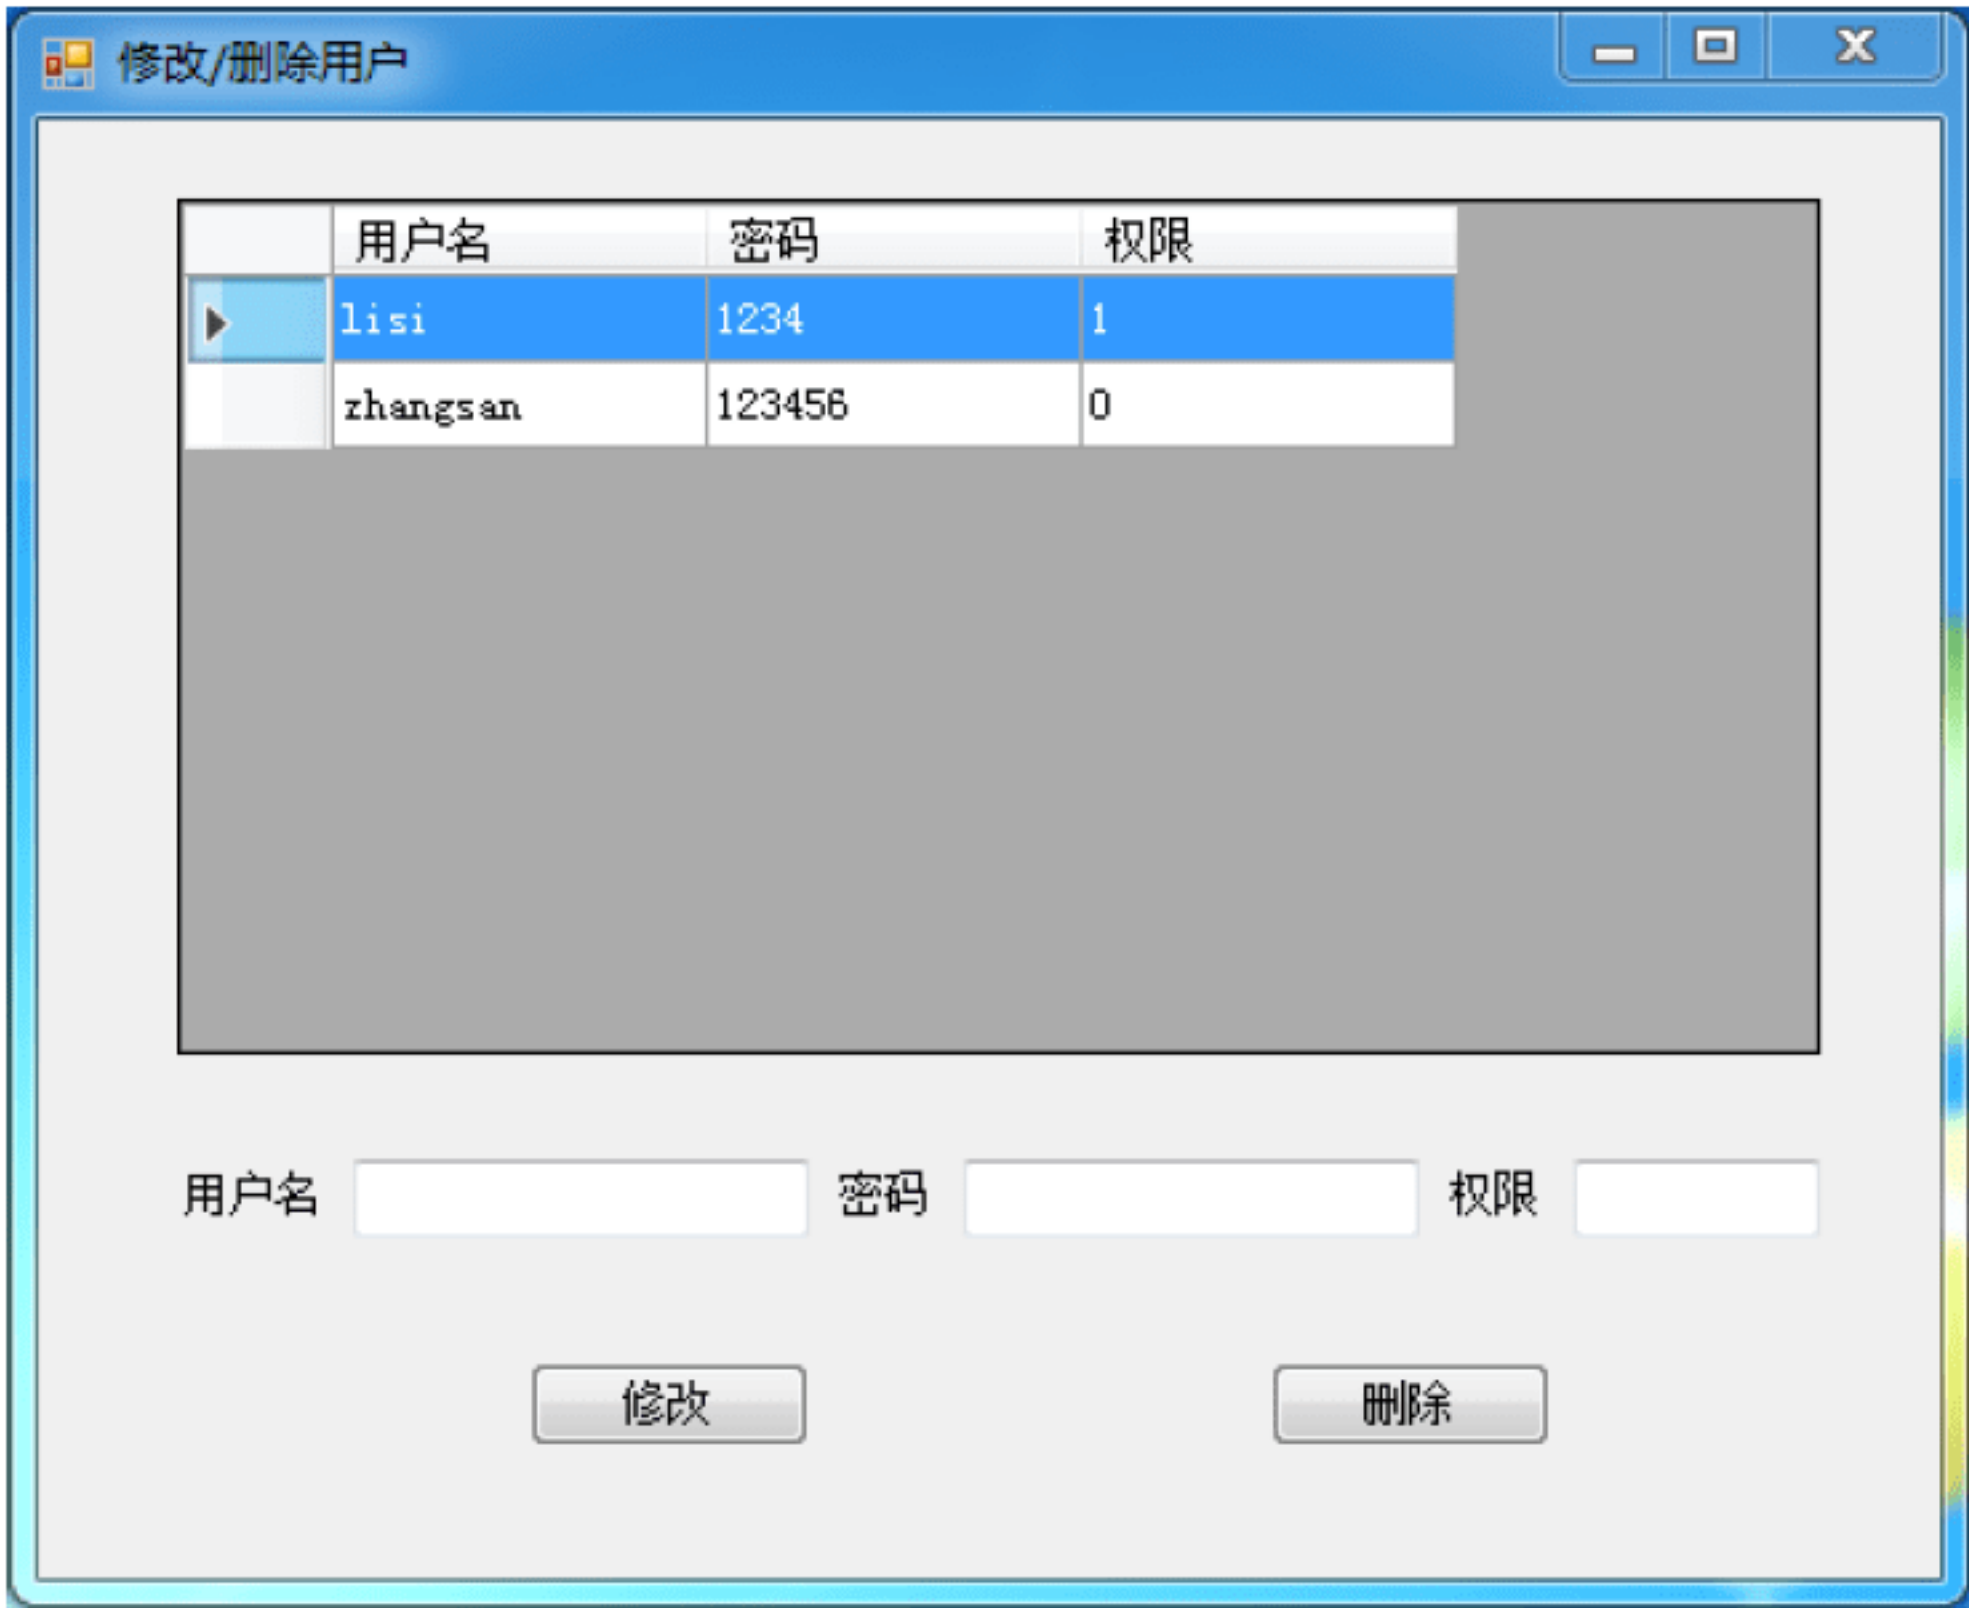 修改/删除用户
用户名 密码 权限
lisi 1234 1
zhangsan 123456 0
用户名 密码 权限
修改 删除